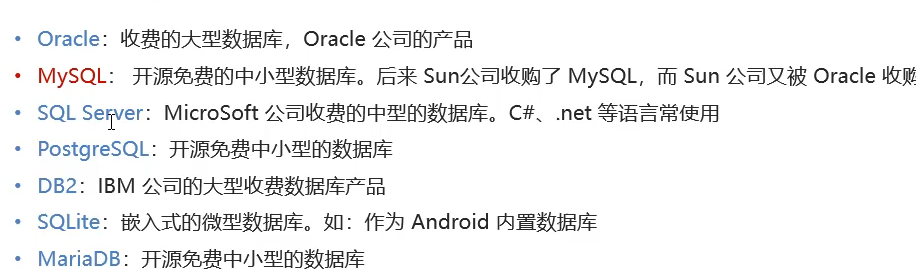 • Oracle：收费的大型数据库，Oracle 公司的产品
• MySQL： 开源免费的中小型数据库。后来 Sun公司收购了 MySQL，而 Sun 公司又被 Oracle 收购
• SQL Server：MicroSoft 公司收费的中型的数据库。C#、.net 等语言常使用
• PostgreSQL：开源免费中小型的数据库
• DB2：IBM 公司的大型收费数据库产品
• SQLite：嵌入式的微型数据库。如：作为 Android 内置数据库
• MariaDB：开源免费中小型的数据库